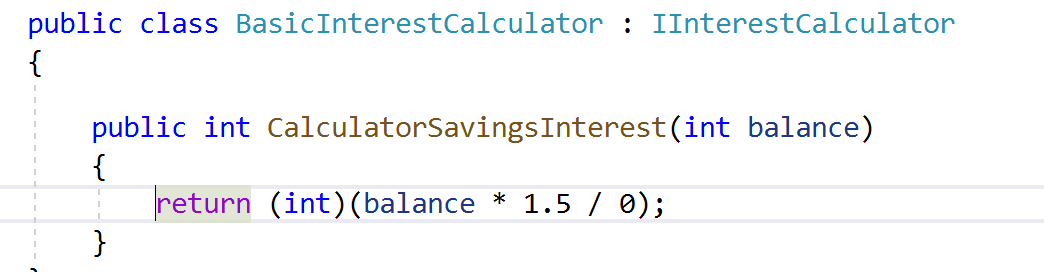 public class BasicInterestCalculator : IInterestCalculator
{
public int CalculatorSavingsInterest(int balance)
{
return (int)(balance * 1.5 / 0);
}